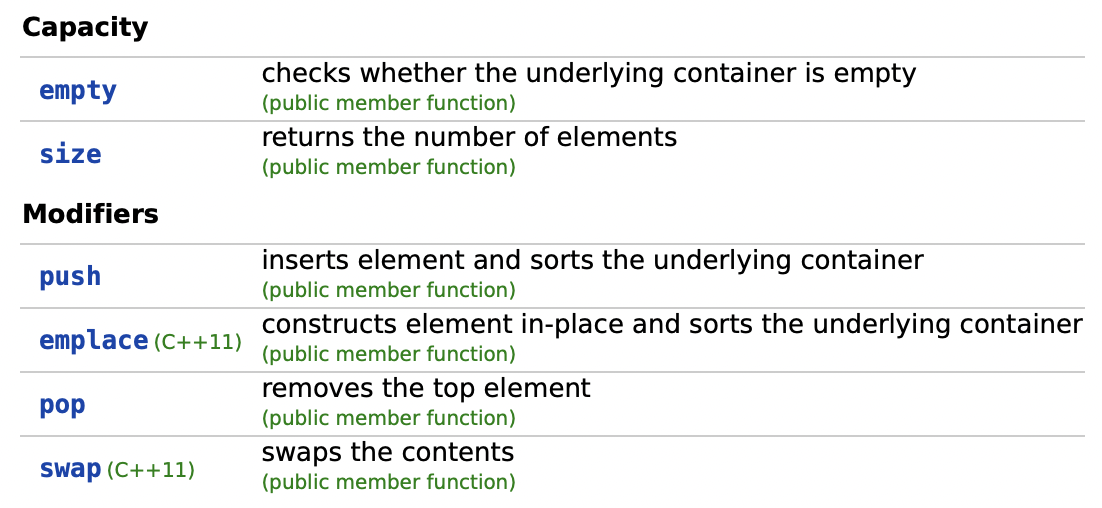 Capacity
empty
checks whether the underlying container is empty
(public member function)
size
returns the number of elements
(public member function)
Modifiers
push
inserts element and sorts the underlying container
(public member function)
emplace (C++11)
constructs element in-place and sorts the underlying container
(public member function)
pop
removes the top element
(public member function)
swap (C++11)
swaps the contents
(public member function)